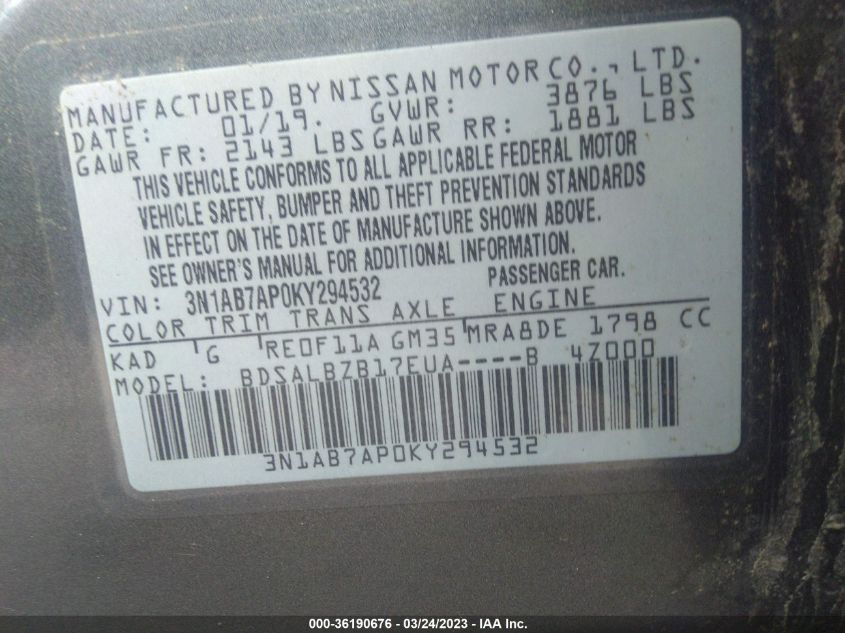 MANUFACTURED BY NISSAN MOTOR CO., LTD.
DATE: 01/19. GVWR: 3876 LBS
GAWR FR: 2143 LBS GAWR RR: 1881 LBS
THIS VEHICLE CONFORMS TO ALL APPLICABLE FEDERAL MOTOR
VEHICLE SAFETY, BUMPER AND THEFT PREVENTION STANDARDS
IN EFFECT ON THE DATE OF MANUFACTURE SHOWN ABOVE.
SEE OWNER'S MANUAL FOR ADDITIONAL INFORMATION.
VIN: 3N1AB7AP0KY294532 PASSENGER CAR.
COLOR TRIM TRANS AXLE ENGINE
KAD G RE0F11A GM35 MRA8DE 1798 CC
MODEL: BDSALBZB17EUA----B 4Z000
3N1AB7AP0KY294532
000-36190676 / 03/24/2023 - IAA Inc.